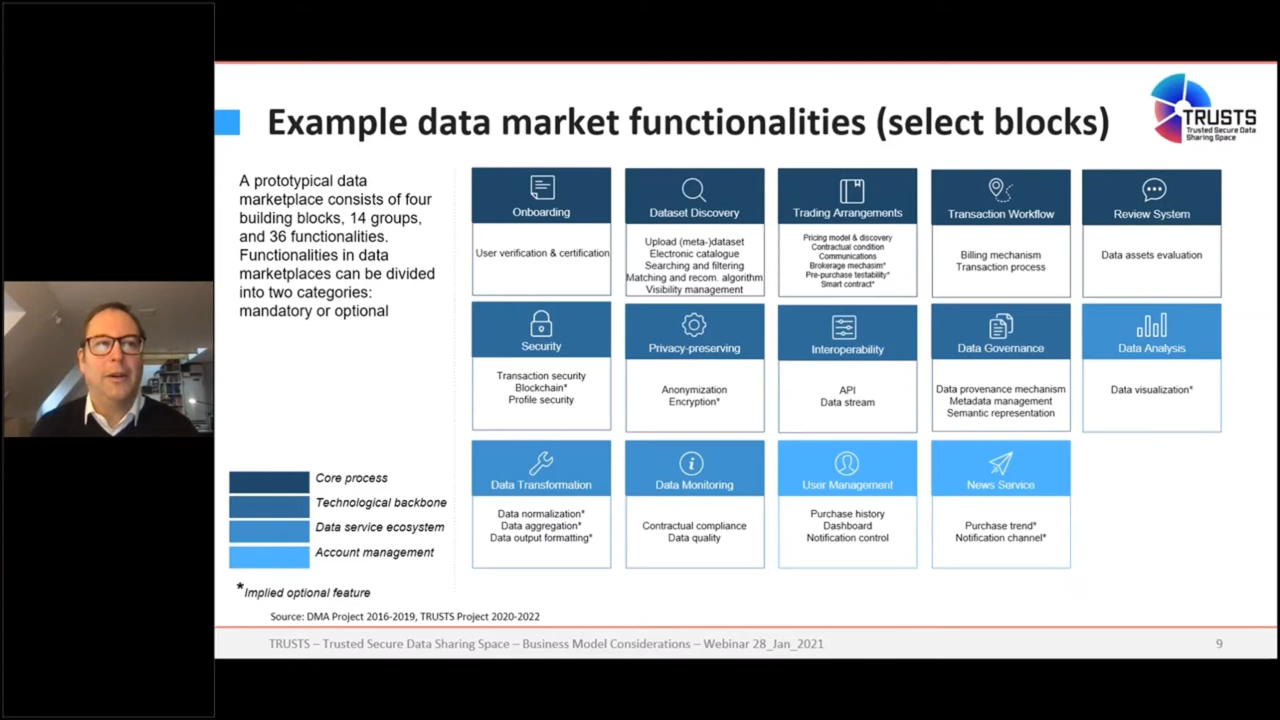 Example data market functionalities (select blocks)
TRUSTS
Trusted Secure Data
Sharing Space
A prototypical data
marketplace consists of four
building blocks, 14 groups,
and 36 functionalities.
Functionalities in data
marketplaces can be divided
into two categories:
mandatory or optional
Onboarding
User verification & certification
Dataset Discovery
Upload (meta-)dataset
Electronic catalogue
Searching and filtering
Matching and recom. algorithm
Visibility management
Trading Arrangements
Pricing model & discovery
Contractual condition
Communications
Brokerage mechasim*
Pre-purchase testability*
Smart contract*
Transaction Workflow
Billing mechanism
Transaction process
Review System
Data assets evaluation
Security
Transaction security
Blockchain*
Profile security
Privacy-preserving
Anonymization
Encryption*
Interoperability
API
Data stream
Data Governance
Data provenance mechanism
Metadata management
Semantic representation
Data Analysis
Data visualization*
Data Transformation
Data normalization*
Data aggregation*
Data output formatting*
Data Monitoring
Contractual compliance
Data quality
User Management
Purchase history
Dashboard
Notification control
News Service
Purchase trend*
Notification channel*
Core process
Technological backbone
Data service ecosystem
Account management
*Implied optional feature
Source: DMA Project 2016-2019, TRUSTS Project 2020-2022
TRUSTS – Trusted Secure Data Sharing Space – Business Model Considerations – Webinar 28_Jan_2021
9